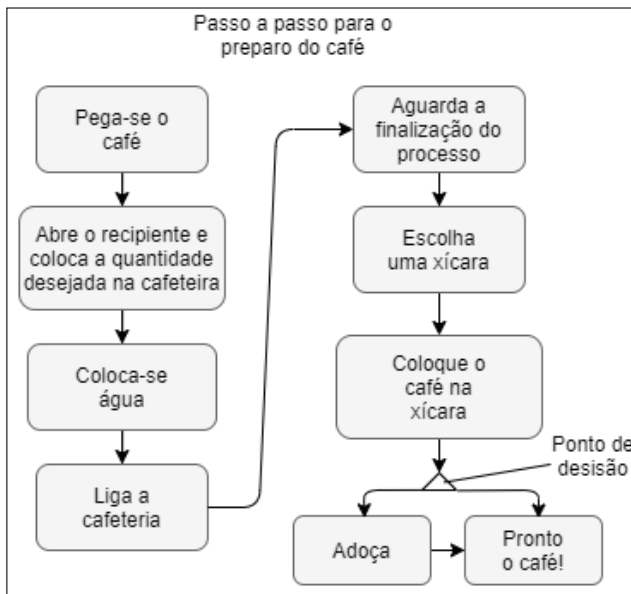 Passo a passo para o
preparo do café
Pega-se o
café
Abre o recipiente e
coloca a quantidade
desejada na cafeteira
Coloca-se
água
Liga a
cafeteria
Aguarda a
finalização do
processo
Escolha
uma xícara
Coloque o
café na
xícara
Ponto de
desisão
Adoça
Pronto
o café!